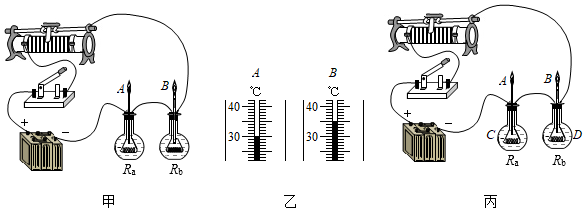 A B
+ −
Ra Rb
甲
A B
℃ ℃
40 40
30 30
乙
A B
+ −
C D
Ra Rb
丙